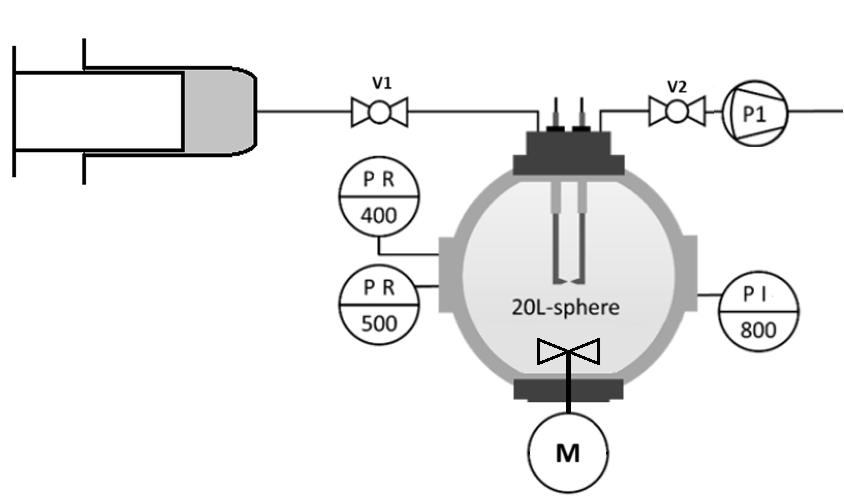 V1
V2
P1
P R
400
P R
500
20L-sphere
P I
800
M